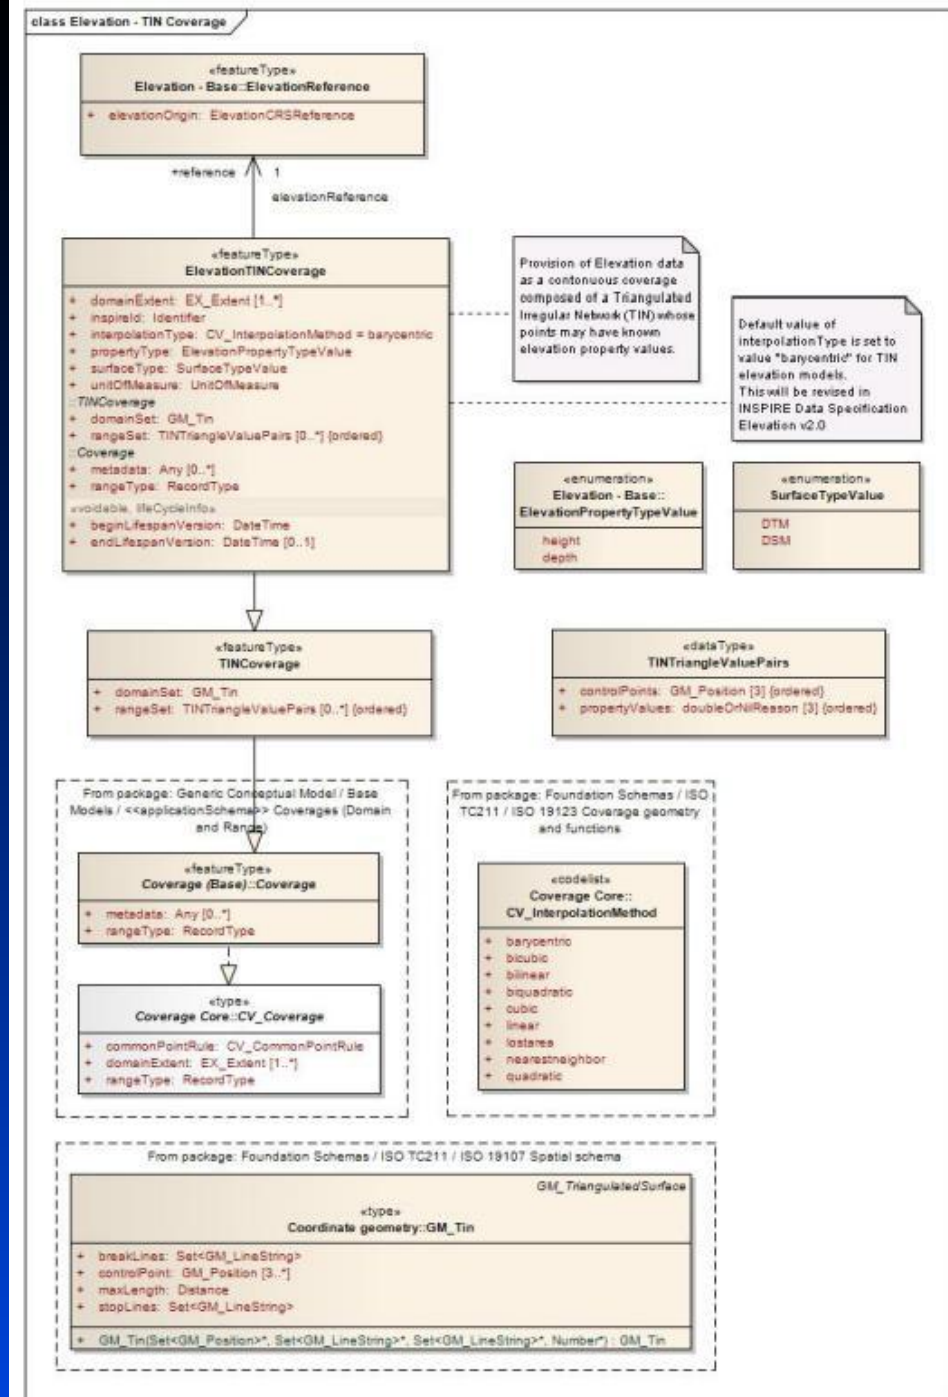 class Elevation - TIN Coverage
«featureType»
Elevation - Base::ElevationReference
+ elevationOrigin: ElevationCRSReference
+reference 1
elevationReference
«featureType»
ElevationTINCoverage
+ domainExtent: EX_Extent [1..*]
+ inspireId: Identifier
+ interpolationType: CV_InterpolationMethod = barycentric
+ propertyType: ElevationPropertyTypeValue
+ surfaceType: SurfaceTypeValue
+ unitOfMeasure: UnitOfMeasure
::TINCoverage
+ domainSet: GM_Tin
+ rangeSet: TINTriangleValuePairs [0..*] {ordered}
::Coverage
+ metadata: Any [0..*]
+ rangeType: RecordType
«voidable, lifeCycleInfo»
+ beginLifespanVersion: DateTime
+ endLifespanVersion: DateTime [0..1]
Provision of Elevation data
as a contonuous coverage
composed of a Triangulated
Irregular Network (TIN) whose
points may have known
elevation property values.
Default value of
interpolationType is set to
value "barycentric" for TIN
elevation models.
This will be revised in
INSPIRE Data Specification
Elevation v2.0
«enumeration»
Elevation - Base::
ElevationPropertyTypeValue
height
depth
«enumeration»
SurfaceTypeValue
DTM
DSM
«featureType»
TINCoverage
+ domainSet: GM_Tin
+ rangeSet: TINTriangleValuePairs [0..*] {ordered}
«dataType»
TINTriangleValuePairs
+ controlPoints: GM_Position [3] {ordered}
+ propertyValues: doubleOrNilReason [3] {ordered}
From package: Generic Conceptual Model / Base
Models / <<applicationSchema>> Coverages (Domain
and Range)
«featureType»
Coverage (Base)::Coverage
+ metadata: Any [0..*]
+ rangeType: RecordType
«type»
Coverage Core::CV_Coverage
+ commonPointRule: CV_CommonPointRule
+ domainExtent: EX_Extent [1..*]
+ rangeType: RecordType
From package: Foundation Schemas / ISO
TC211 / ISO 19123 Coverage geometry
and functions
«codelist»
Coverage Core::
CV_InterpolationMethod
+ barycentric
+ bicubic
+ bilinear
+ biquadratic
+ cubic
+ linear
+ lostarea
+ nearestneighbor
+ quadratic
From package: Foundation Schemas / ISO TC211 / ISO 19107 Spatial schema
GM_TriangulatedSurface
«type»
Coordinate geometry::GM_Tin
+ breakLines: Set<GM_LineString>
+ controlPoint: GM_Position [3..*]
+ maxLength: Distance
+ stopLines: Set<GM_LineString>
+ GM_Tin(Set<GM_Position>*, Set<GM_LineString>*, Set<GM_LineString>*, Number*) : GM_Tin